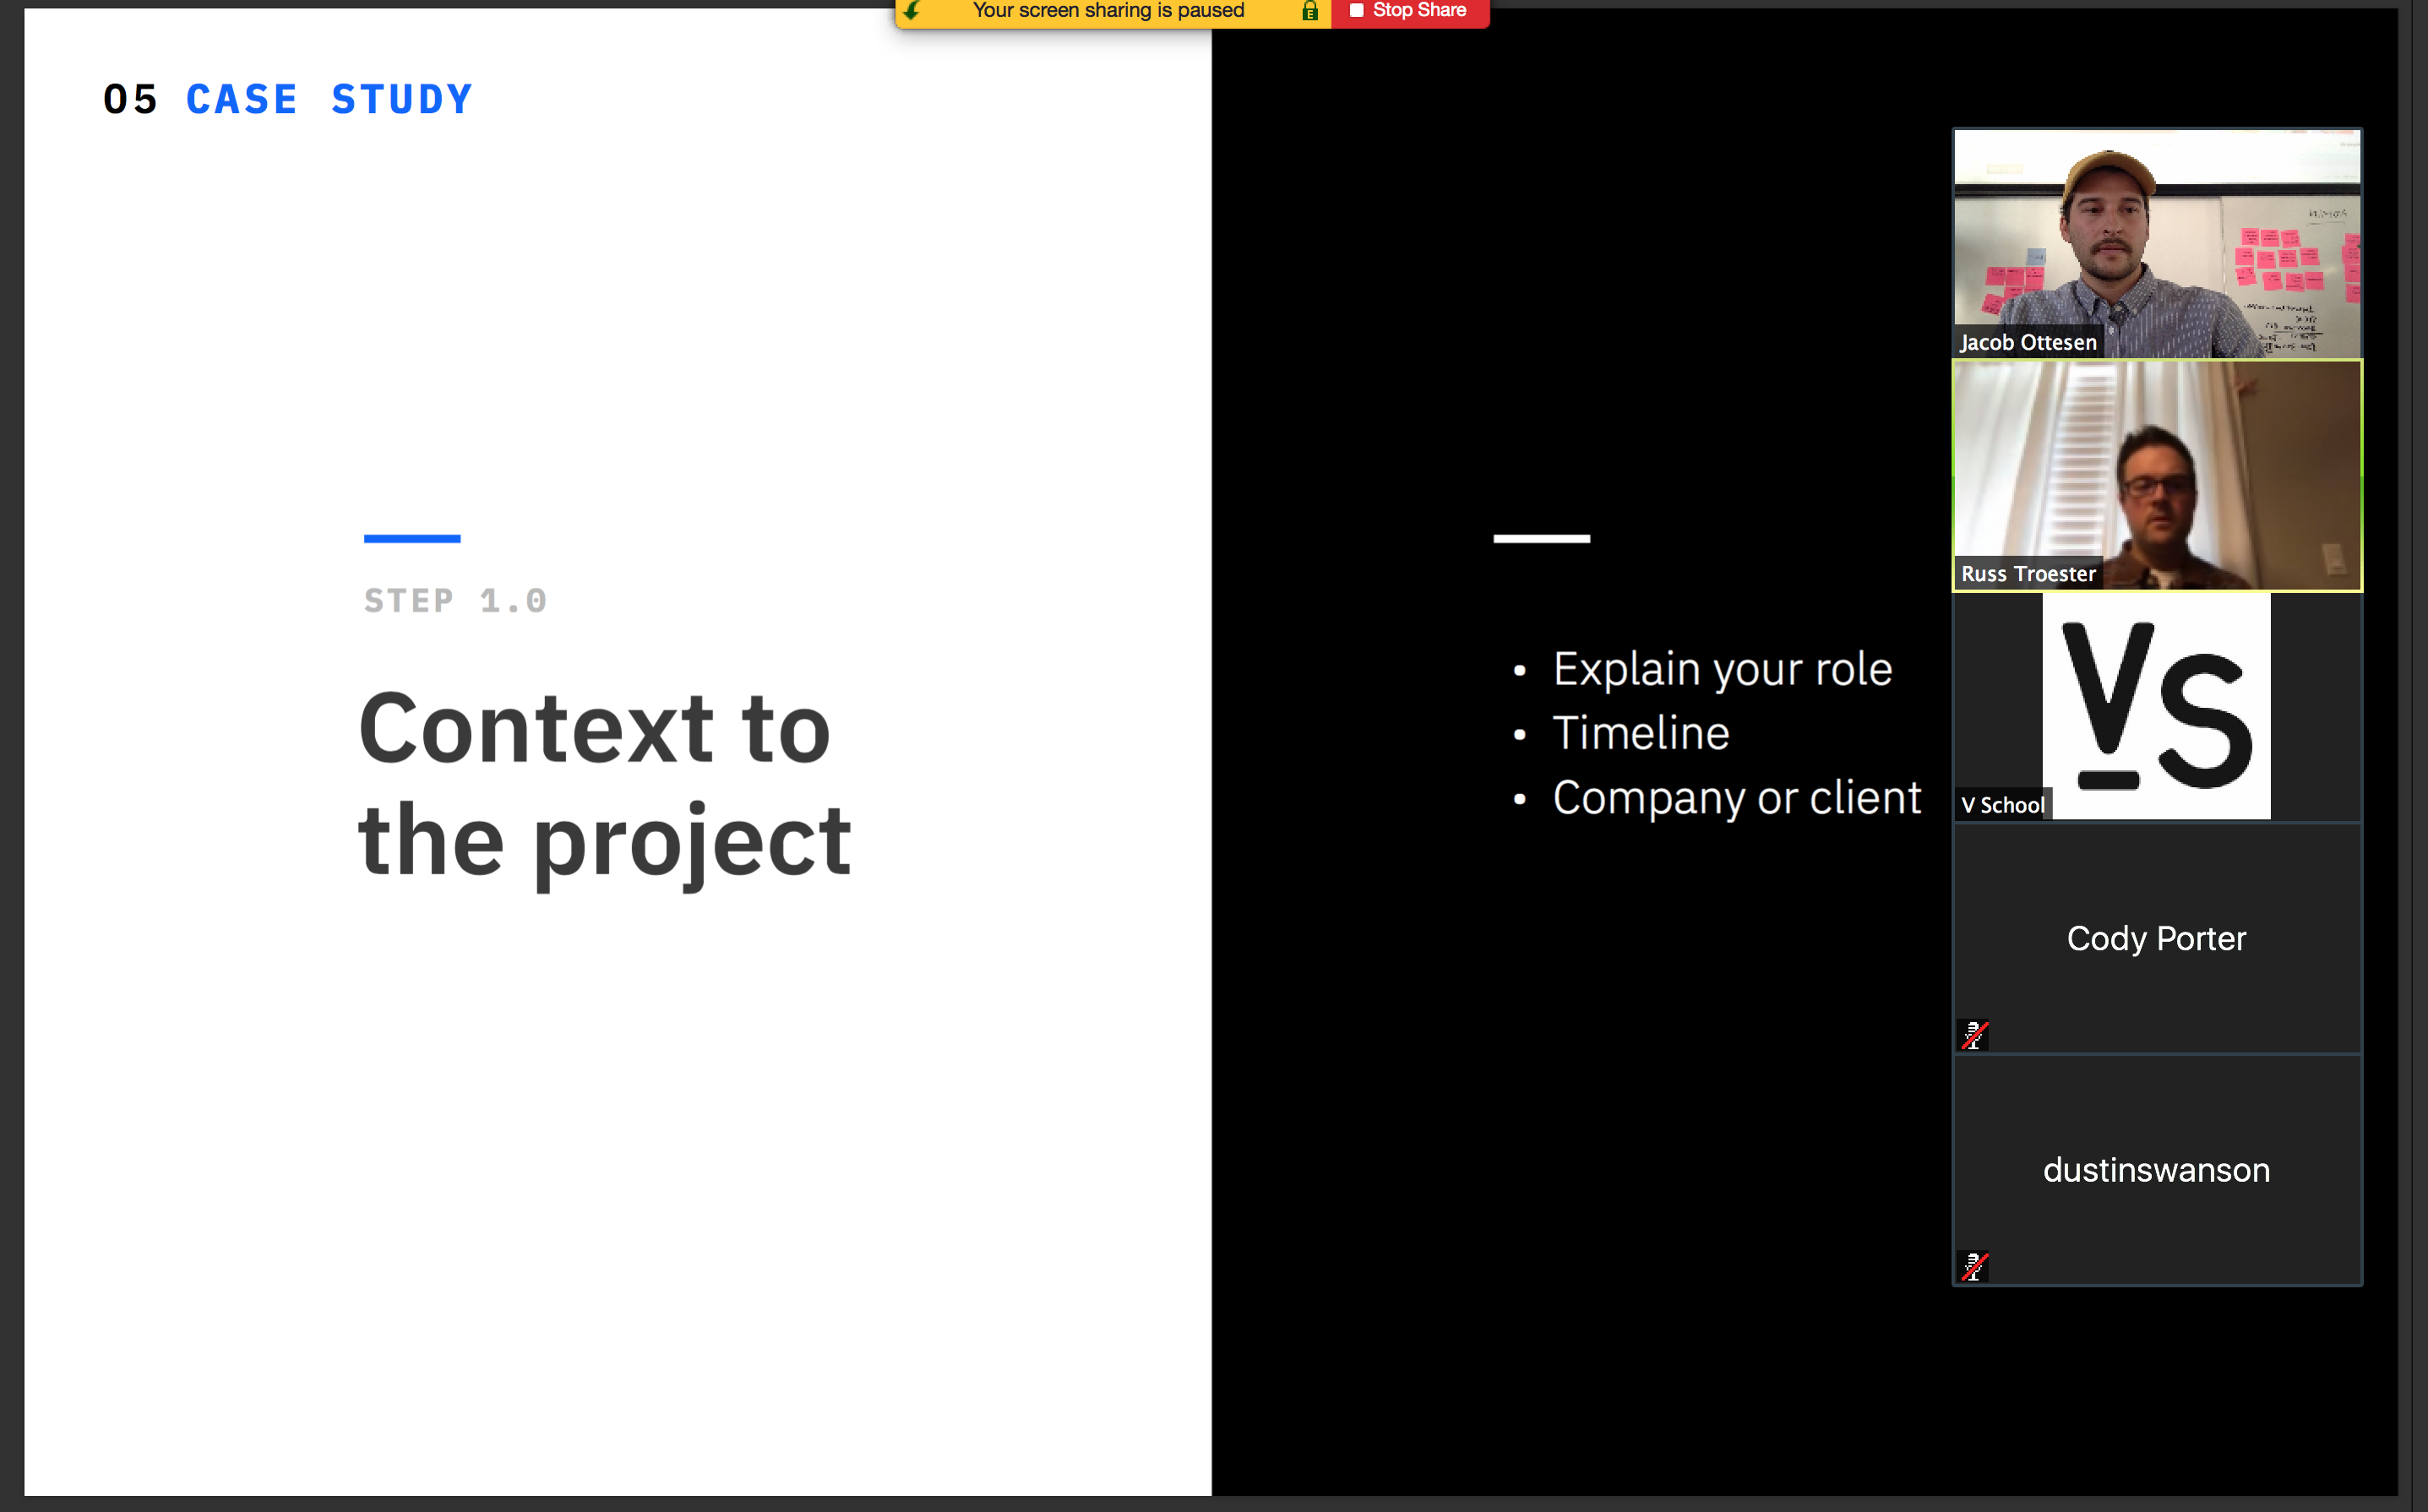 Your screen sharing is paused
Stop Share
05 CASE STUDY
STEP 1.0
Context to
the project
• Explain your role
• Timeline
• Company or client
Jacob Ottesen
Russ Troester
VS
V School
Cody Porter
dustinswanson